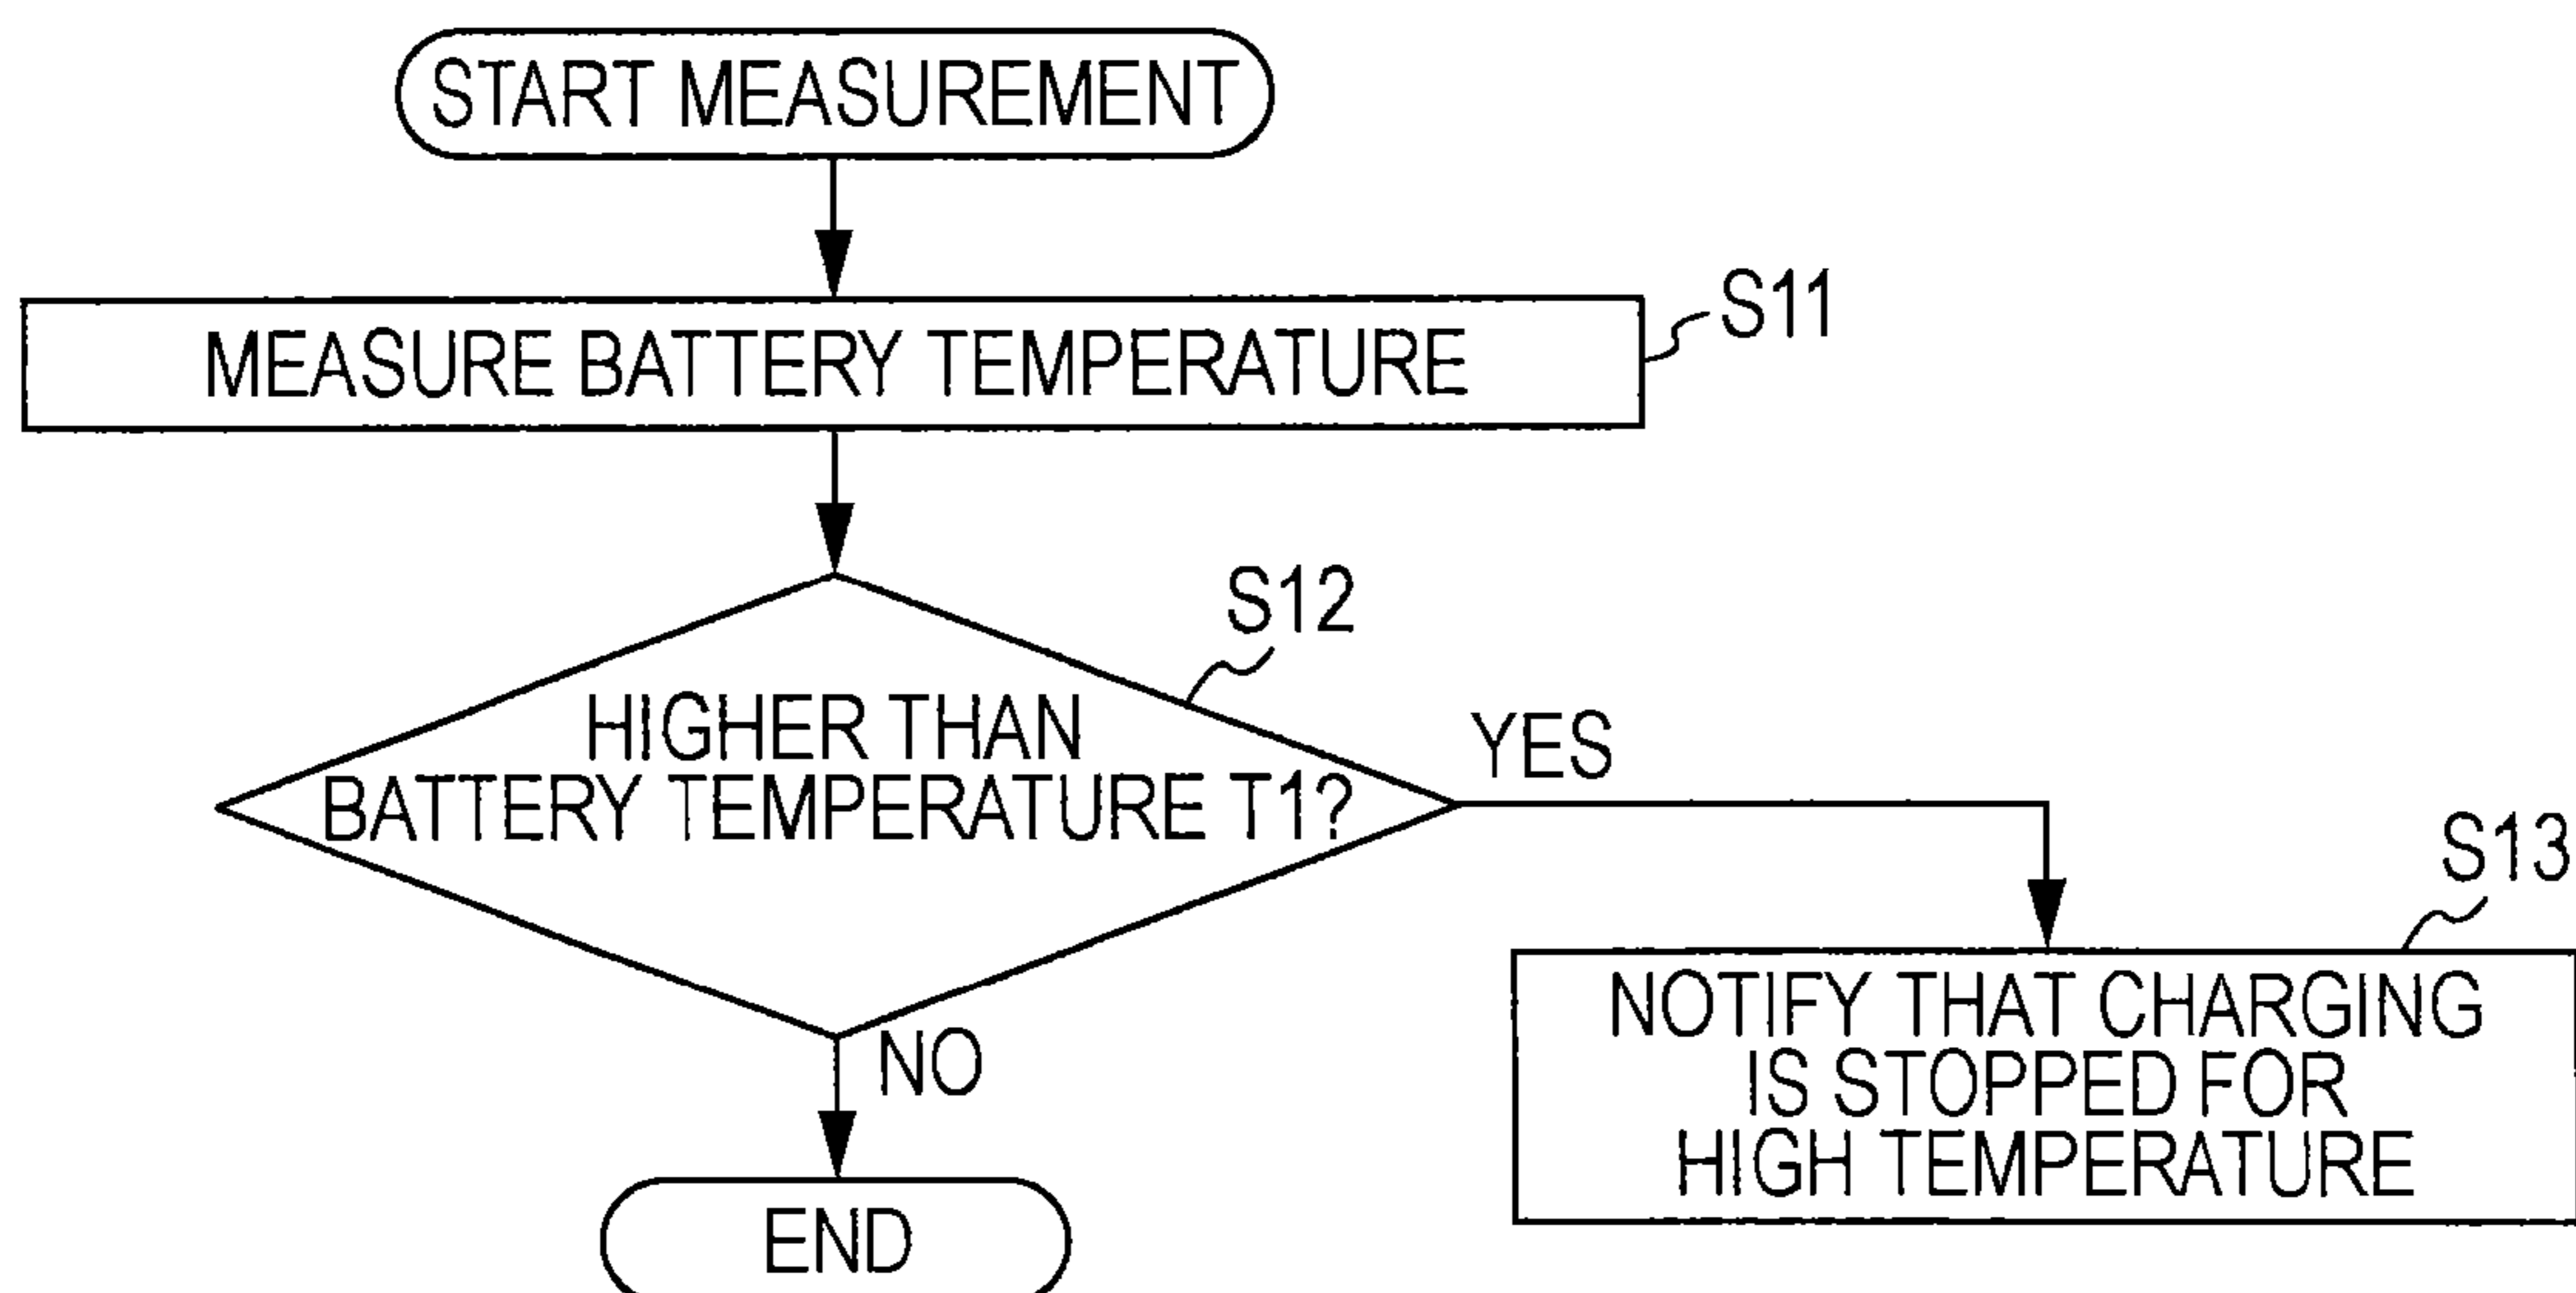 START MEASUREMENT
MEASURE BATTERY TEMPERATURE
S11
S12
HIGHER THAN
BATTERY TEMPERATURE T1?
YES
S13
NOTIFY THAT CHARGING
IS STOPPED FOR
HIGH TEMPERATURE
NO
END